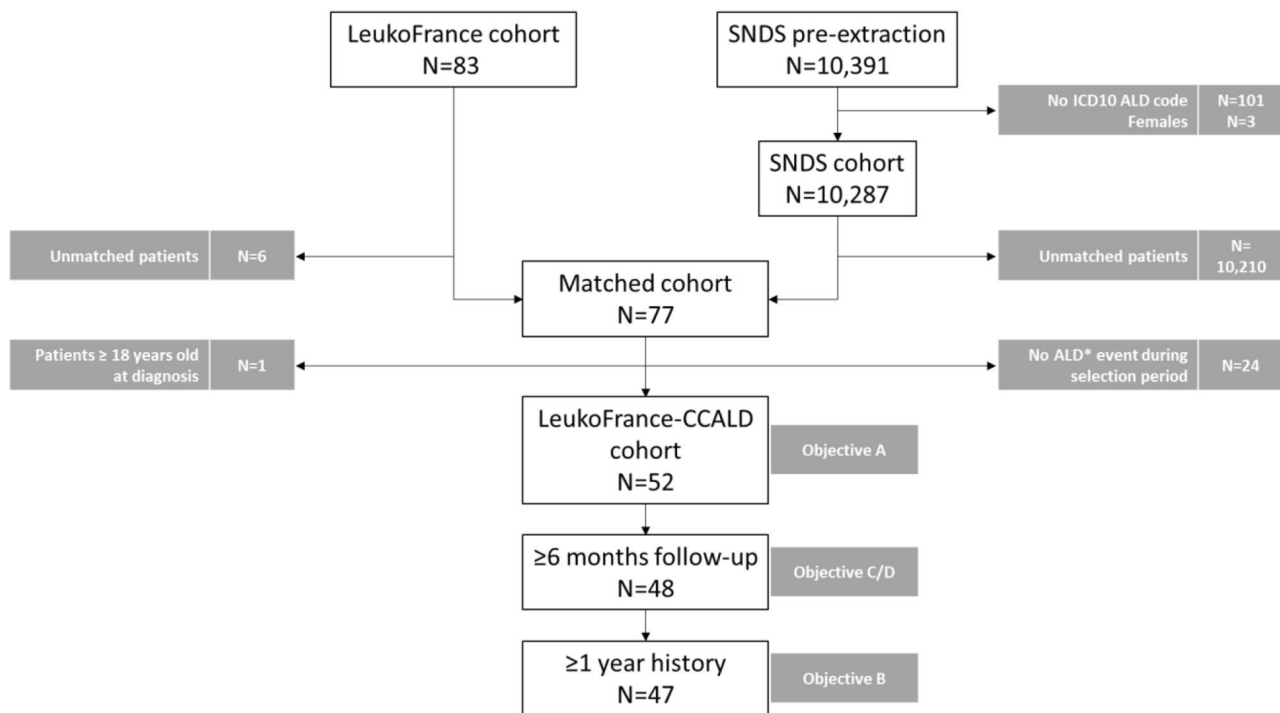 LeukoFrance cohort
N=83
SNDS pre-extraction
N=10,391
No ICD10 ALD code
Females
N=101
N=3
SNDS cohort
N=10,287
Unmatched patients
N=6
Unmatched patients
N=
10,210
Matched cohort
N=77
Patients ≥ 18 years old
at diagnosis
N=1
No ALD* event during
selection period
N=24
LeukoFrance-CCALD
cohort
N=52
Objective A
≥6 months follow-up
N=48
Objective C/D
≥1 year history
N=47
Objective B